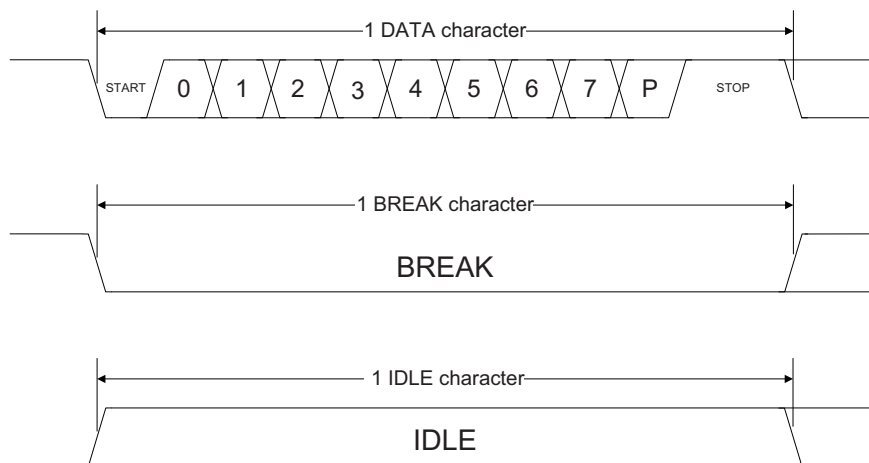 1 DATA character
START 0 1 2 3 4 5 6 7 P STOP
1 BREAK character
BREAK
1 IDLE character
IDLE